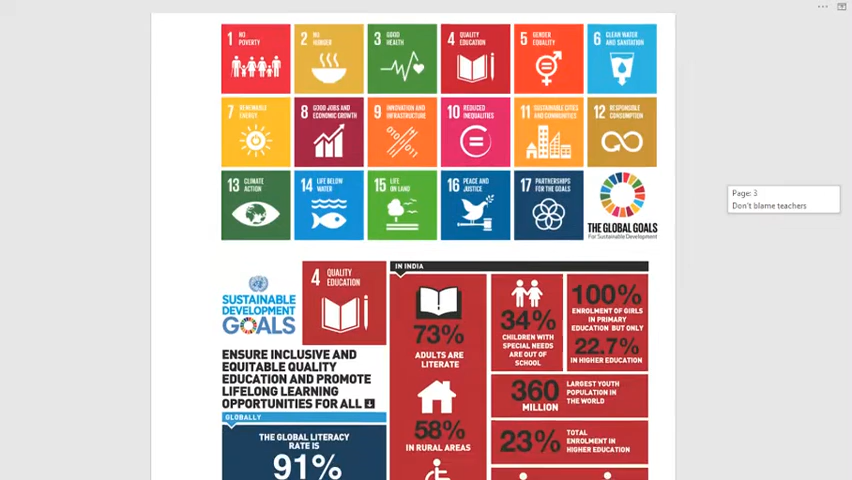 1 NO POVERTY
2 NO HUNGER
3 GOOD HEALTH
4 QUALITY EDUCATION
5 GENDER EQUALITY
6 CLEAN WATER AND SANITATION
7 RENEWABLE ENERGY
8 GOOD JOBS AND ECONOMIC GROWTH
9 INNOVATION AND INFRASTRUCTURE
10 REDUCED INEQUALITIES
11 SUSTAINABLE CITIES AND COMMUNITIES
12 RESPONSIBLE CONSUMPTION
13 CLIMATE ACTION
14 LIFE BELOW WATER
15 LIFE ON LAND
16 PEACE AND JUSTICE
17 PARTNERSHIPS FOR THE GOALS
THE GLOBAL GOALS
For Sustainable Development
Page: 3
Don't blame teachers
SUSTAINABLE
DEVELOPMENT
GOALS
4 QUALITY
EDUCATION
ENSURE INCLUSIVE AND
EQUITABLE QUALITY
EDUCATION AND PROMOTE
LIFELONG LEARNING
OPPORTUNITIES FOR ALL
GLOBALLY
THE GLOBAL LITERACY
RATE IS
91%
IN INDIA
73%
ADULTS ARE
LITERATE
58%
IN RURAL AREAS
34%
CHILDREN WITH
SPECIAL NEEDS
ARE OUT OF
SCHOOL
100%
ENROLMENT OF GIRLS
IN PRIMARY
EDUCATION BUT ONLY
22.7%
IN HIGHER EDUCATION
360
MILLION
LARGEST YOUTH
POPULATION IN
THE WORLD
23%
TOTAL
ENROLMENT IN
HIGHER EDUCATION